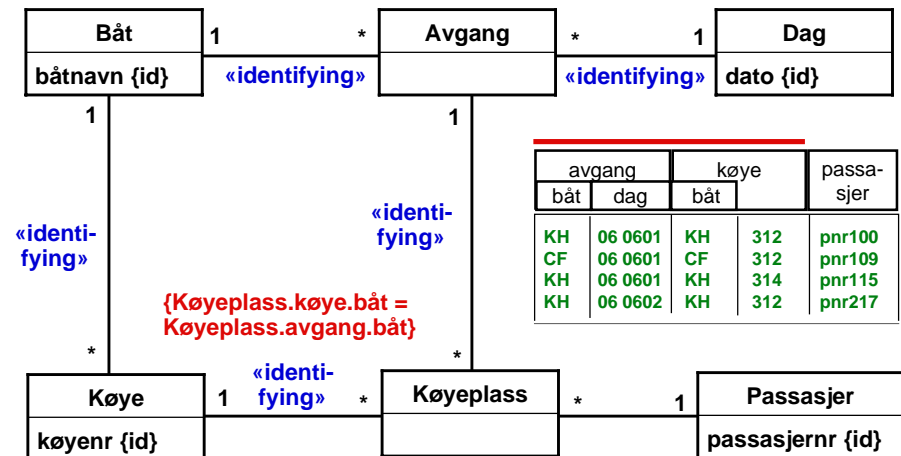 Båt
1
*
Avgang
*
1
Dag
båtnavn {id}
«identifying»
«identifying»
dato {id}
1
1
avgang
køye
passa-
sjer
båt
dag
båt
KH 06 0601 KH 312 pnr100
CF 06 0601 CF 312 pnr109
KH 06 0601 KH 314 pnr115
KH 06 0602 KH 312 pnr217
«identi-
fying»
«identi-
fying»
{Køyeplass.køye.båt =
Køyeplass.avgang.båt}
*
*
«identi-
fying»
Køye
1
*
Køyeplass
*
1
Passasjer
køyenr {id}
passasjernr {id}